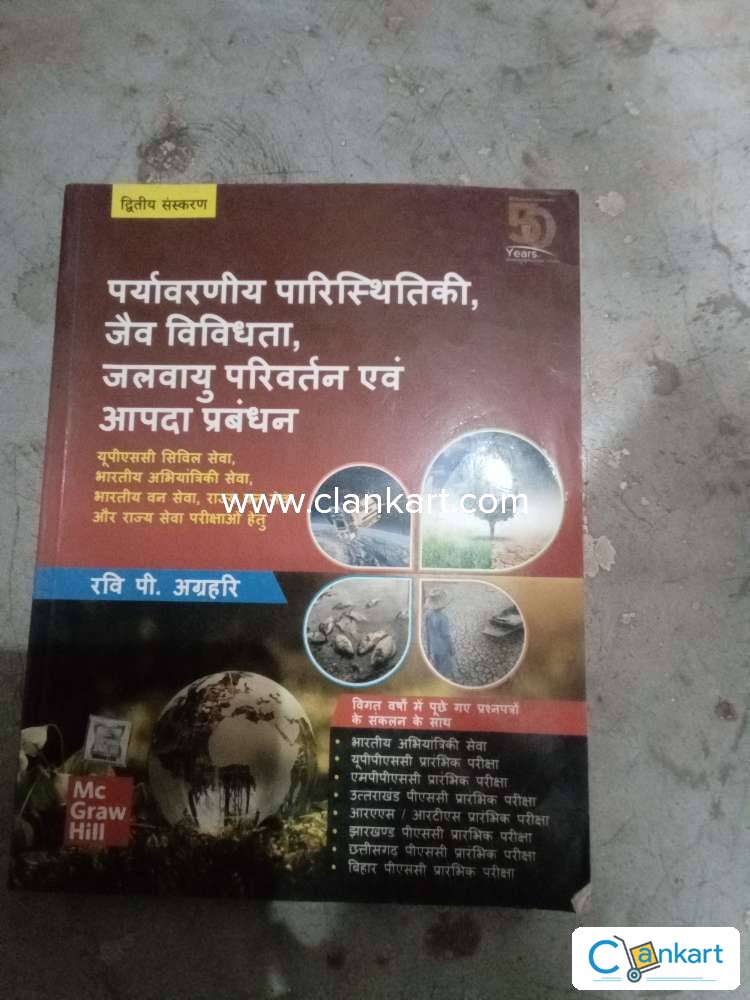 द्वितीय संस्करण
50
Years
पर्यावरणीय पारिस्थितिकी,
जैव विविधता,
जलवायु परिवर्तन एवं
आपदा प्रबंधन
यूपीएससी सिविल सेवा,
भारतीय अभियांत्रिकी सेवा,
भारतीय वन सेवा, राज्य वन सेवा
और राज्य सेवा परीक्षाओं हेतु
www.clankart.com
रवि पी. अग्रहरि
विगत वर्षों में पूछे गए प्रश्नपत्रों
के संकलन के साथ
• भारतीय अभियांत्रिकी सेवा
• यूपीपीएससी प्रारंभिक परीक्षा
• एमपीपीएससी प्रारंभिक परीक्षा
• उत्तराखंड पीएससी प्रारंभिक परीक्षा
• आरएएस / आरटीएस प्रारंभिक परीक्षा
• झारखण्ड पीएससी प्रारंभिक परीक्षा
• छत्तीसगढ़ पीएससी प्रारंभिक परीक्षा
• बिहार पीएससी प्रारंभिक परीक्षा
Mc
Graw
Hill
Clankart